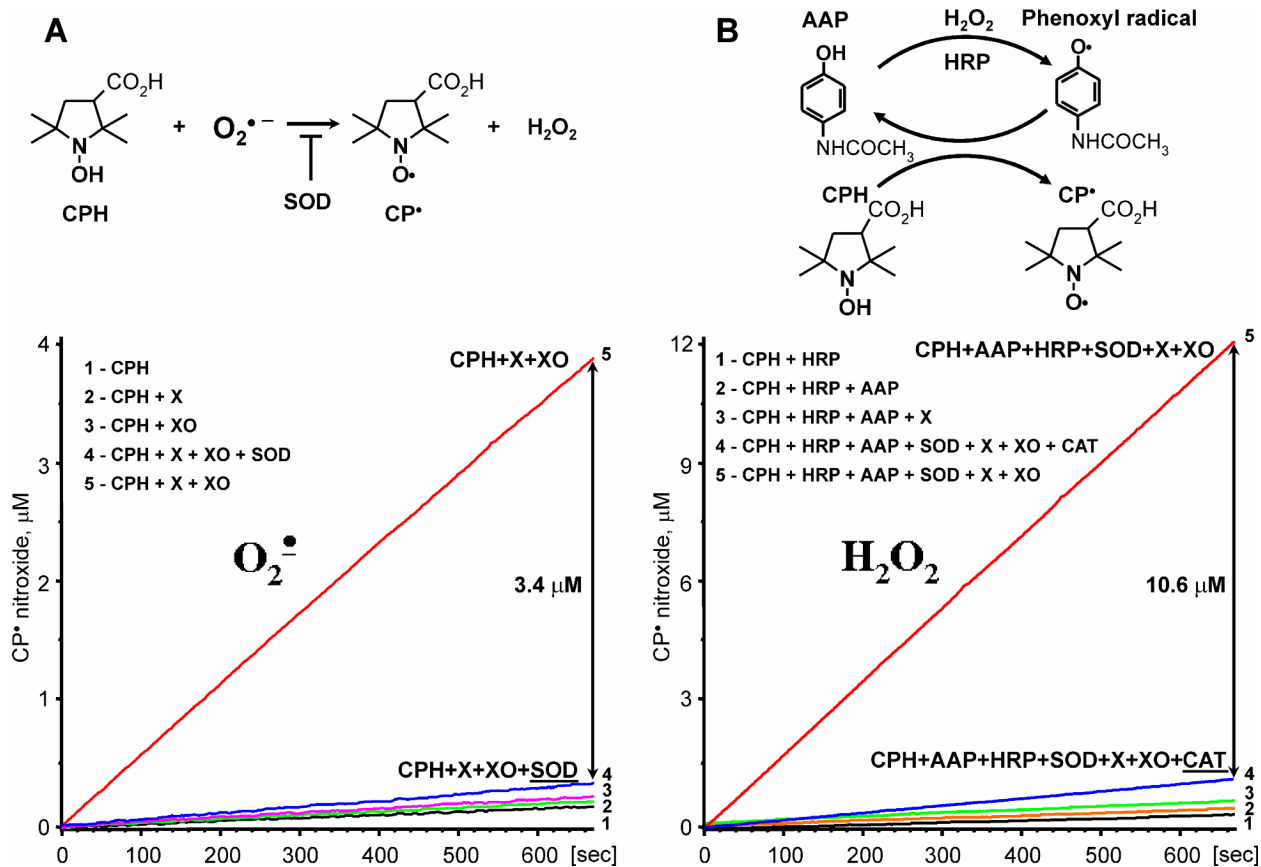 A
CO₂H
N
OH
CPH
+
O₂•⁻
SOD
CO₂H
N
O•
CP•
+
H₂O₂
B
AAP
H₂O₂
Phenoxyl radical
OH
HRP
O•
NHCOCH₃
NHCOCH₃
CPH
CP•
CO₂H
CO₂H
N
OH
N
O•
CP• nitroxide, μM
4
3
2
1
0
1 - CPH
2 - CPH + X
3 - CPH + XO
4 - CPH + X + XO + SOD
5 - CPH + X + XO
CPH+X+XO
5
O₂•⁻
3.4 μM
CPH+X+XO+SOD
4
3
2
1
0 100 200 300 400 500 600 [sec]
CP• nitroxide, μM
12
9
6
3
0
CPH+AAP+HRP+SOD+X+XO
5
1 - CPH + HRP
2 - CPH + HRP + AAP
3 - CPH + HRP + AAP + X
4 - CPH + HRP + AAP + SOD + X + XO + CAT
5 - CPH + HRP + AAP + SOD + X + XO
H₂O₂
10.6 μM
CPH+AAP+HRP+SOD+X+XO+CAT
4
3
2
1
0 100 200 300 400 500 600 [sec]